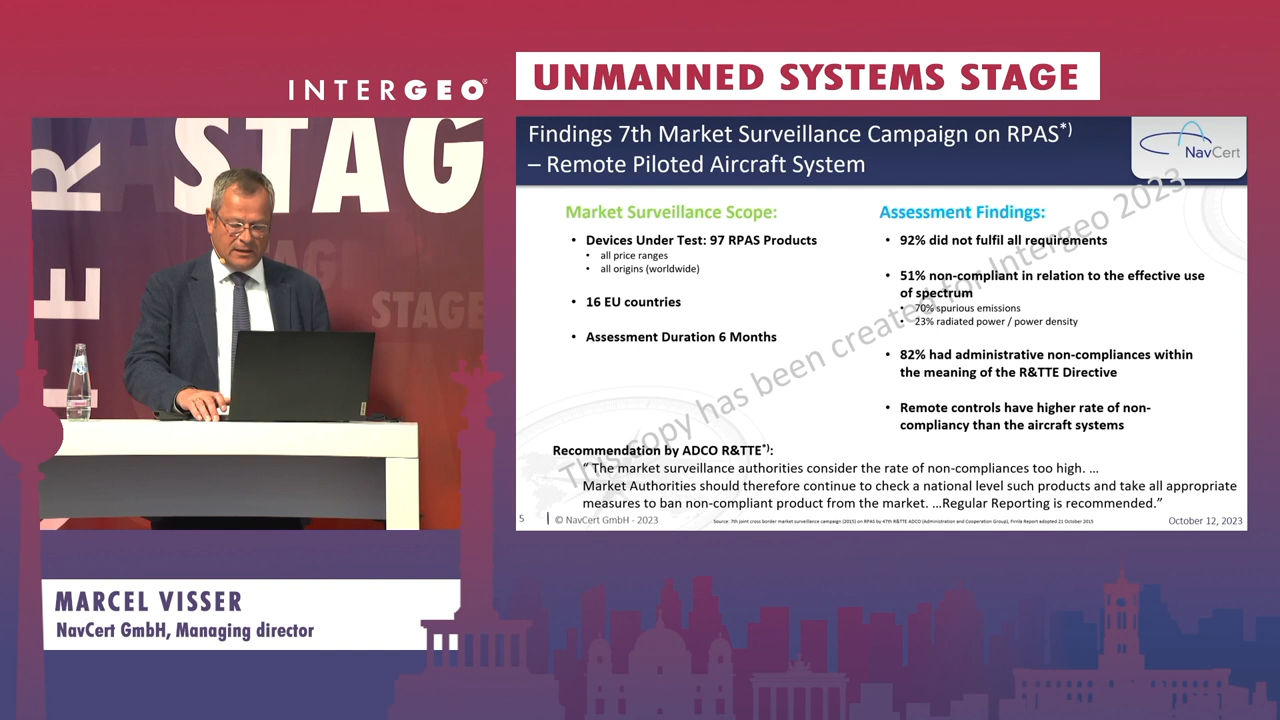 INTERGEO®
UNMANNED SYSTEMS STAGE
STAG
ER
STAGE
Findings 7th Market Surveillance Campaign on RPAS*)
– Remote Piloted Aircraft System
NavCert
Market Surveillance Scope:
• Devices Under Test: 97 RPAS Products
• all price ranges
• all origins (worldwide)
• 16 EU countries
• Assessment Duration 6 Months
Assessment Findings:
• 92% did not fulfil all requirements
• 51% non-compliant in relation to the effective use
of spectrum
• 70% spurious emissions
• 23% radiated power / power density
• 82% had administrative non-compliances within
the meaning of the R&TTE Directive
• Remote controls have higher rate of non-
compliancy than the aircraft systems
This copy has been created for Intergeo 2023
Recommendation by ADCO R&TTE*):
“ The market surveillance authorities consider the rate of non-compliances too high. …
Market Authorities should therefore continue to check a national level such products and take all appropriate
measures to ban non-compliant product from the market. …Regular Reporting is recommended.”
5 | © NavCert GmbH - 2023
Source: 7th joint cross border market surveillance campaign (2015) on RPAS by 47th R&TTE ADCO (Administration and Cooperation Group), Finla Report adopted 21 October 2015
October 12, 2023
MARCEL VISSER
NavCert GmbH, Managing director